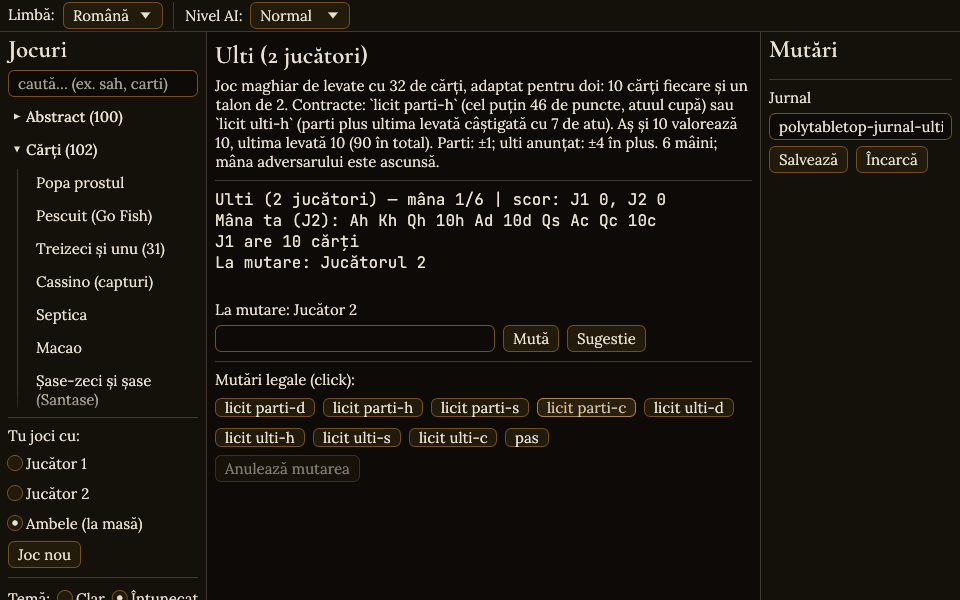 Limbă: Română ▼ Nivel AI: Normal ▼
Jocuri
caută... (ex. sah, carti)
▸ Abstract (100)
▾ Cărți (102)
Popa prostul
Pescuit (Go Fish)
Treizeci și unu (31)
Cassino (capturi)
Septica
Macao
Șase-zeci și șase
(Santase)
Tu joci cu:
Jucător 1
Jucător 2
Ambele (la masă)
Joc nou
Temă: Clar Întunecat
Ulti (2 jucători)
Joc maghiar de levate cu 32 de cărți, adaptat pentru doi: 10 cărți fiecare și un
talon de 2. Contracte: `licit parti-h` (cel puțin 46 de puncte, atuul cupă) sau
`licit ulti-h` (parti plus ultima levată câștigată cu 7 de atu). Aș și 10 valorează
10, ultima levată 10 (90 în total). Parti: ±1; ulti anunțat: ±4 în plus. 6 mâini;
mâna adversarului este ascunsă.
Ulti (2 jucători) — mâna 1/6 | scor: J1 0, J2 0
Mâna ta (J2): Ah Kh Qh 10h Ad 10d Qs Ac Qc 10c
J1 are 10 cărți
La mutare: Jucătorul 2
La mutare: Jucător 2
Mută Sugestie
Mutări legale (click):
licit parti-d licit parti-h licit parti-s licit parti-c licit ulti-d
licit ulti-h licit ulti-s licit ulti-c pas
Anulează mutarea
Mutări
Jurnal
polytabletop-jurnal-ulti
Salvează Încarcă